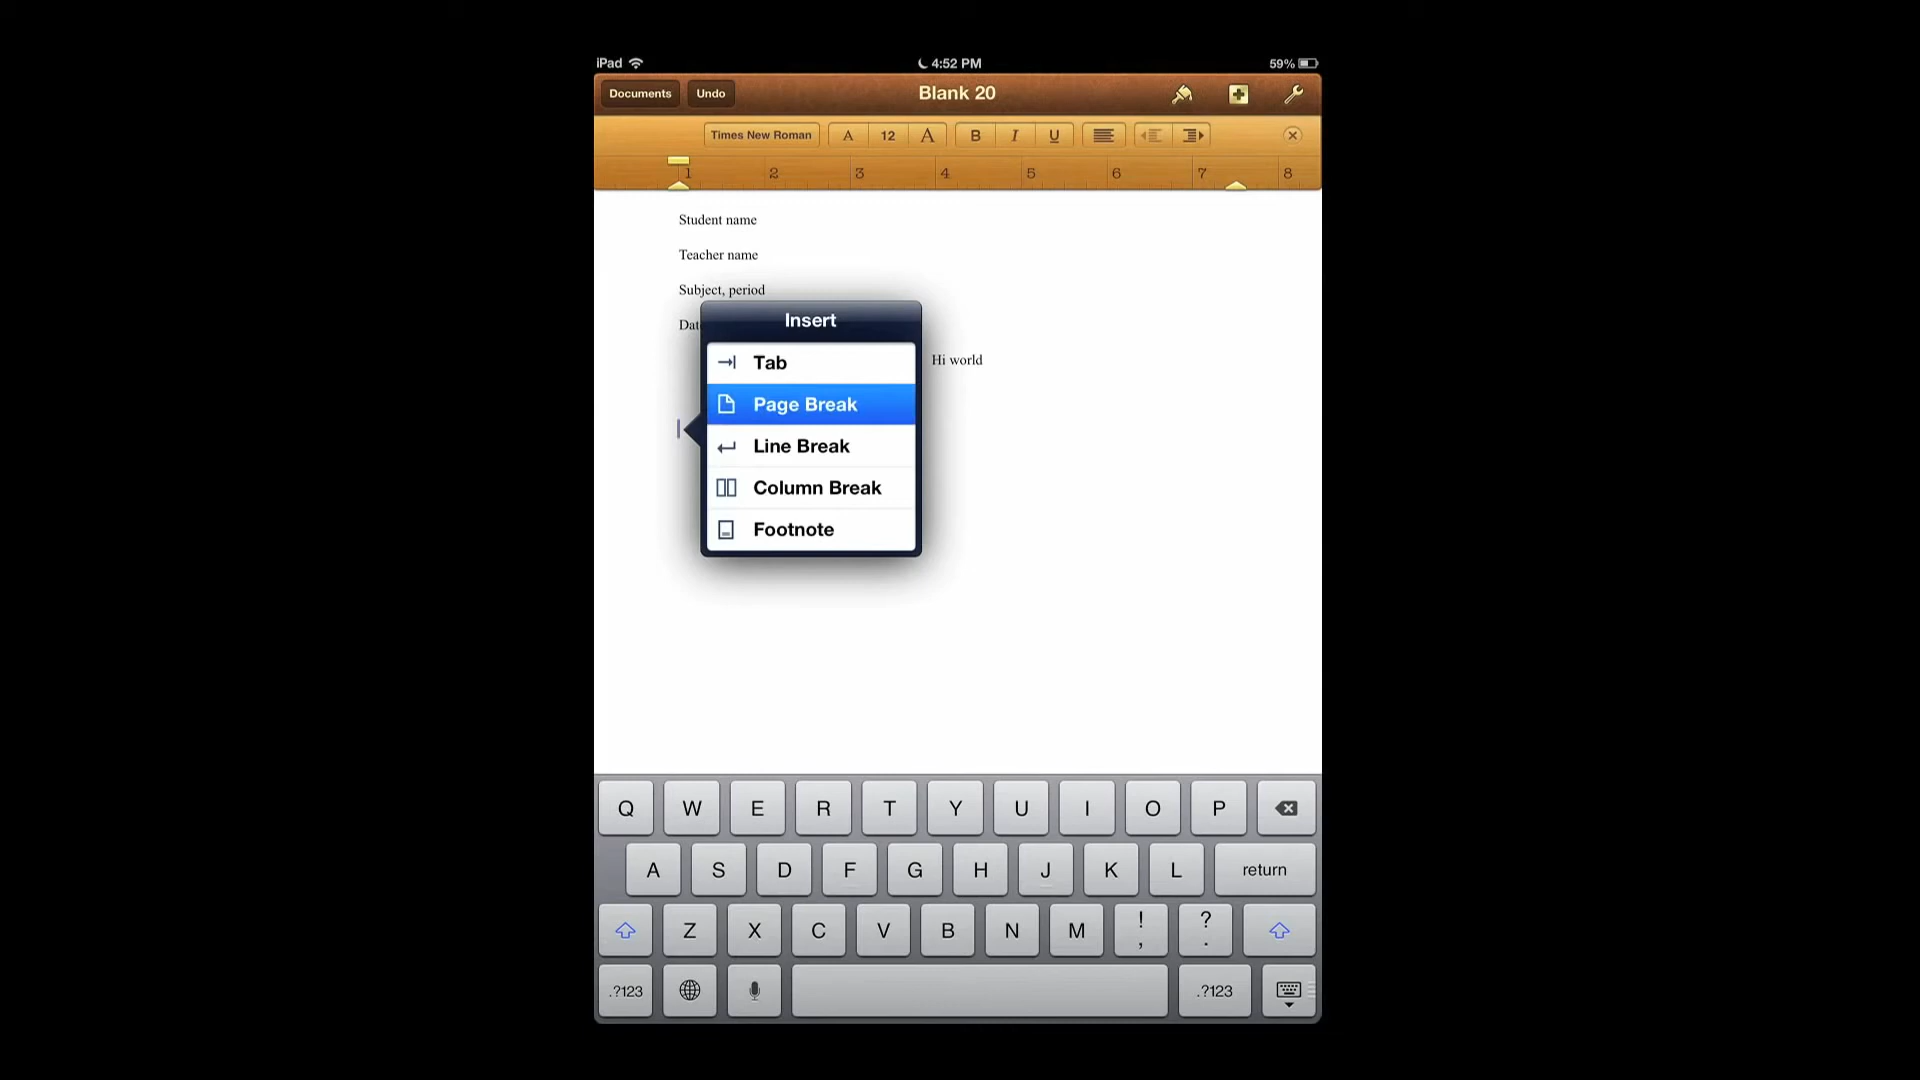 iPad 4:52 PM 59%
Documents Undo Blank 20
Times New Roman A 12 A B I U
1 2 3 4 5 6 7 8
Student name
Teacher name
Subject, period
Dat
Hi world
Insert
Tab
Page Break
Line Break
Column Break
Footnote
Q W E R T Y U I O P
A S D F G H J K L return
Z X C V B N M ! , ? .
.?123 .?123